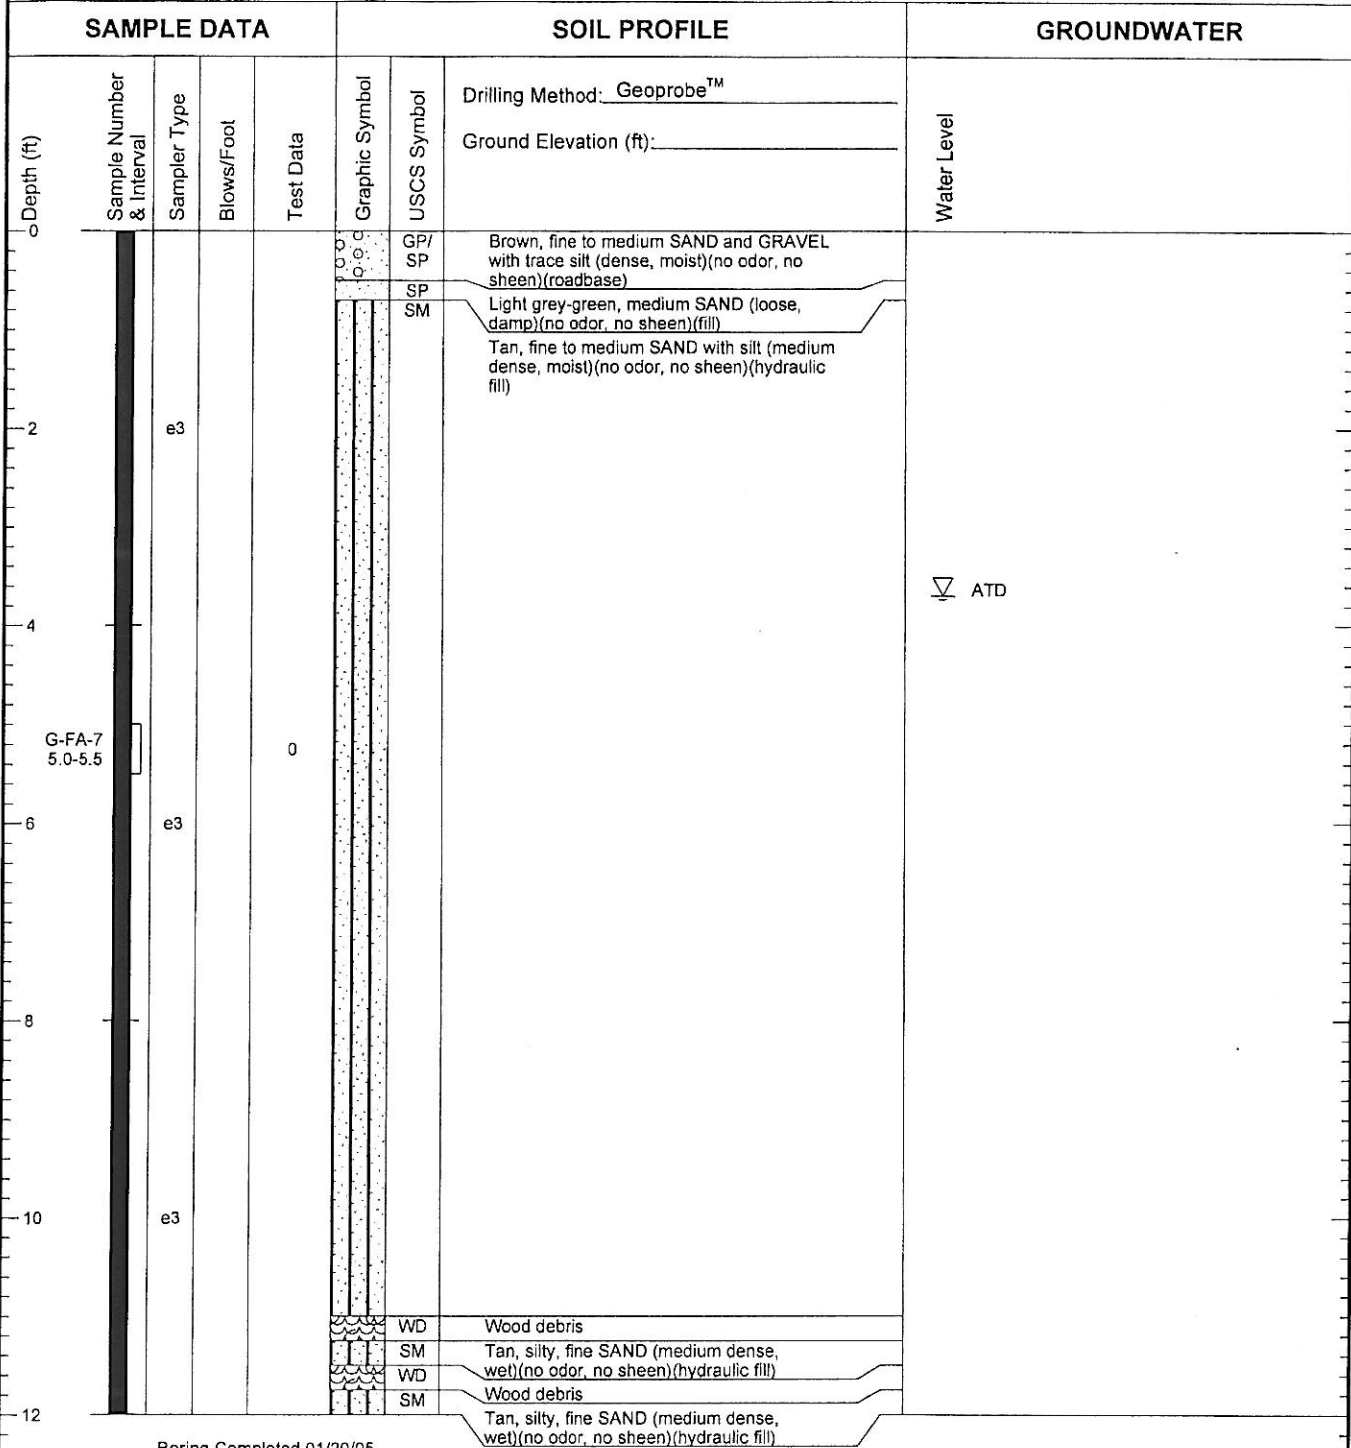 SAMPLE DATA
SOIL PROFILE
GROUNDWATER
Depth (ft)
Sample Number
& Interval
Sampler Type
Blows/Foot
Test Data
Graphic Symbol
USCS Symbol
Drilling Method: Geoprobe™
Ground Elevation (ft):
Water Level
0
GP/
SP
Brown, fine to medium SAND and GRAVEL
with trace silt (dense, moist)(no odor, no
sheen)(roadbase)
SP
Light grey-green, medium SAND (loose,
damp)(no odor, no sheen)(fill)
SM
Tan, fine to medium SAND with silt (medium
dense, moist)(no odor, no sheen)(hydraulic
fill)
2
e3
ATD
4
G-FA-7
5.0-5.5
0
6
e3
8
10
e3
WD
Wood debris
SM
Tan, silty, fine SAND (medium dense,
wet)(no odor, no sheen)(hydraulic fill)
WD
Wood debris
SM
Tan, silty, fine SAND (medium dense,
wet)(no odor, no sheen)(hydraulic fill)
12
Boring Completed